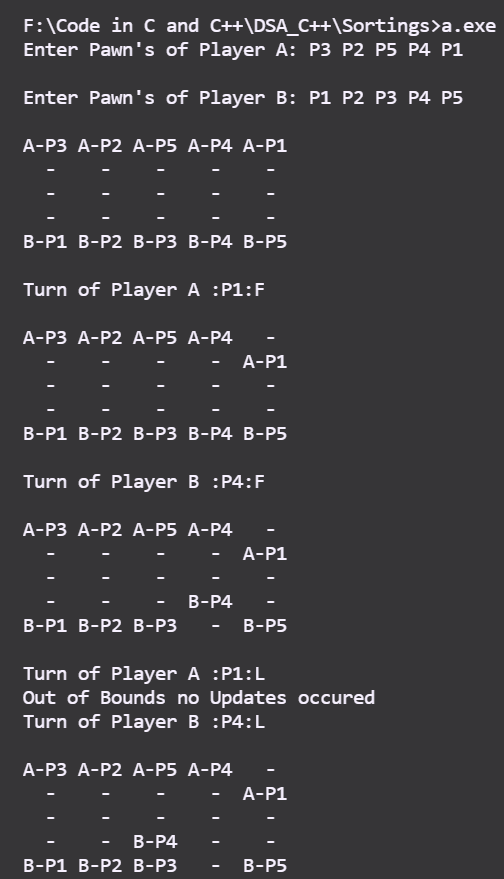 F:\Code in C and C++\DSA_C++\Sortings>a.exe
Enter Pawn's of Player A: P3 P2 P5 P4 P1
Enter Pawn's of Player B: P1 P2 P3 P4 P5
A-P3 A-P2 A-P5 A-P4 A-P1
- - - - -
- - - - -
- - - - -
B-P1 B-P2 B-P3 B-P4 B-P5
Turn of Player A :P1:F
A-P3 A-P2 A-P5 A-P4 -
- - - - A-P1
- - - - -
- - - - -
B-P1 B-P2 B-P3 B-P4 B-P5
Turn of Player B :P4:F
A-P3 A-P2 A-P5 A-P4 -
- - - - A-P1
- - - - -
- - - B-P4 -
B-P1 B-P2 B-P3 - B-P5
Turn of Player A :P1:L
Out of Bounds no Updates occured
Turn of Player B :P4:L
A-P3 A-P2 A-P5 A-P4 -
- - - - A-P1
- - - - -
- - B-P4 - -
B-P1 B-P2 B-P3 - B-P5